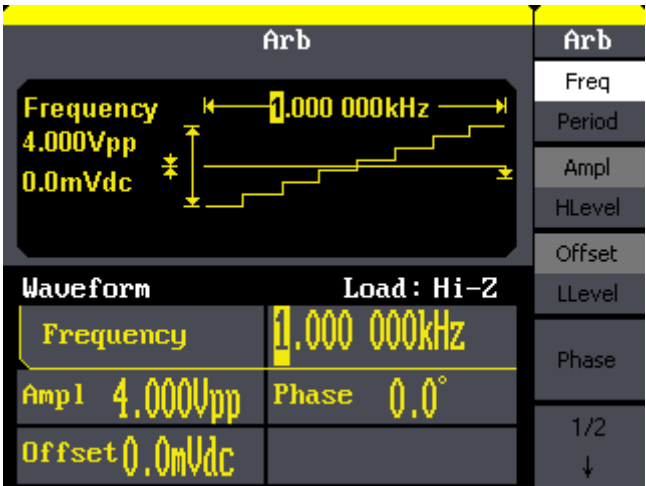 Arb
Arb
Freq
Period
Ampl
HLevel
Offset
LLevel
Phase
1/2
↓
Frequency
1.000 000kHz
4.000Vpp
0.0mVdc
Waveform
Load: Hi-Z
Frequency
1.000 000kHz
Ampl 4.000Vpp
Phase 0.0°
Offset 0.0mVdc